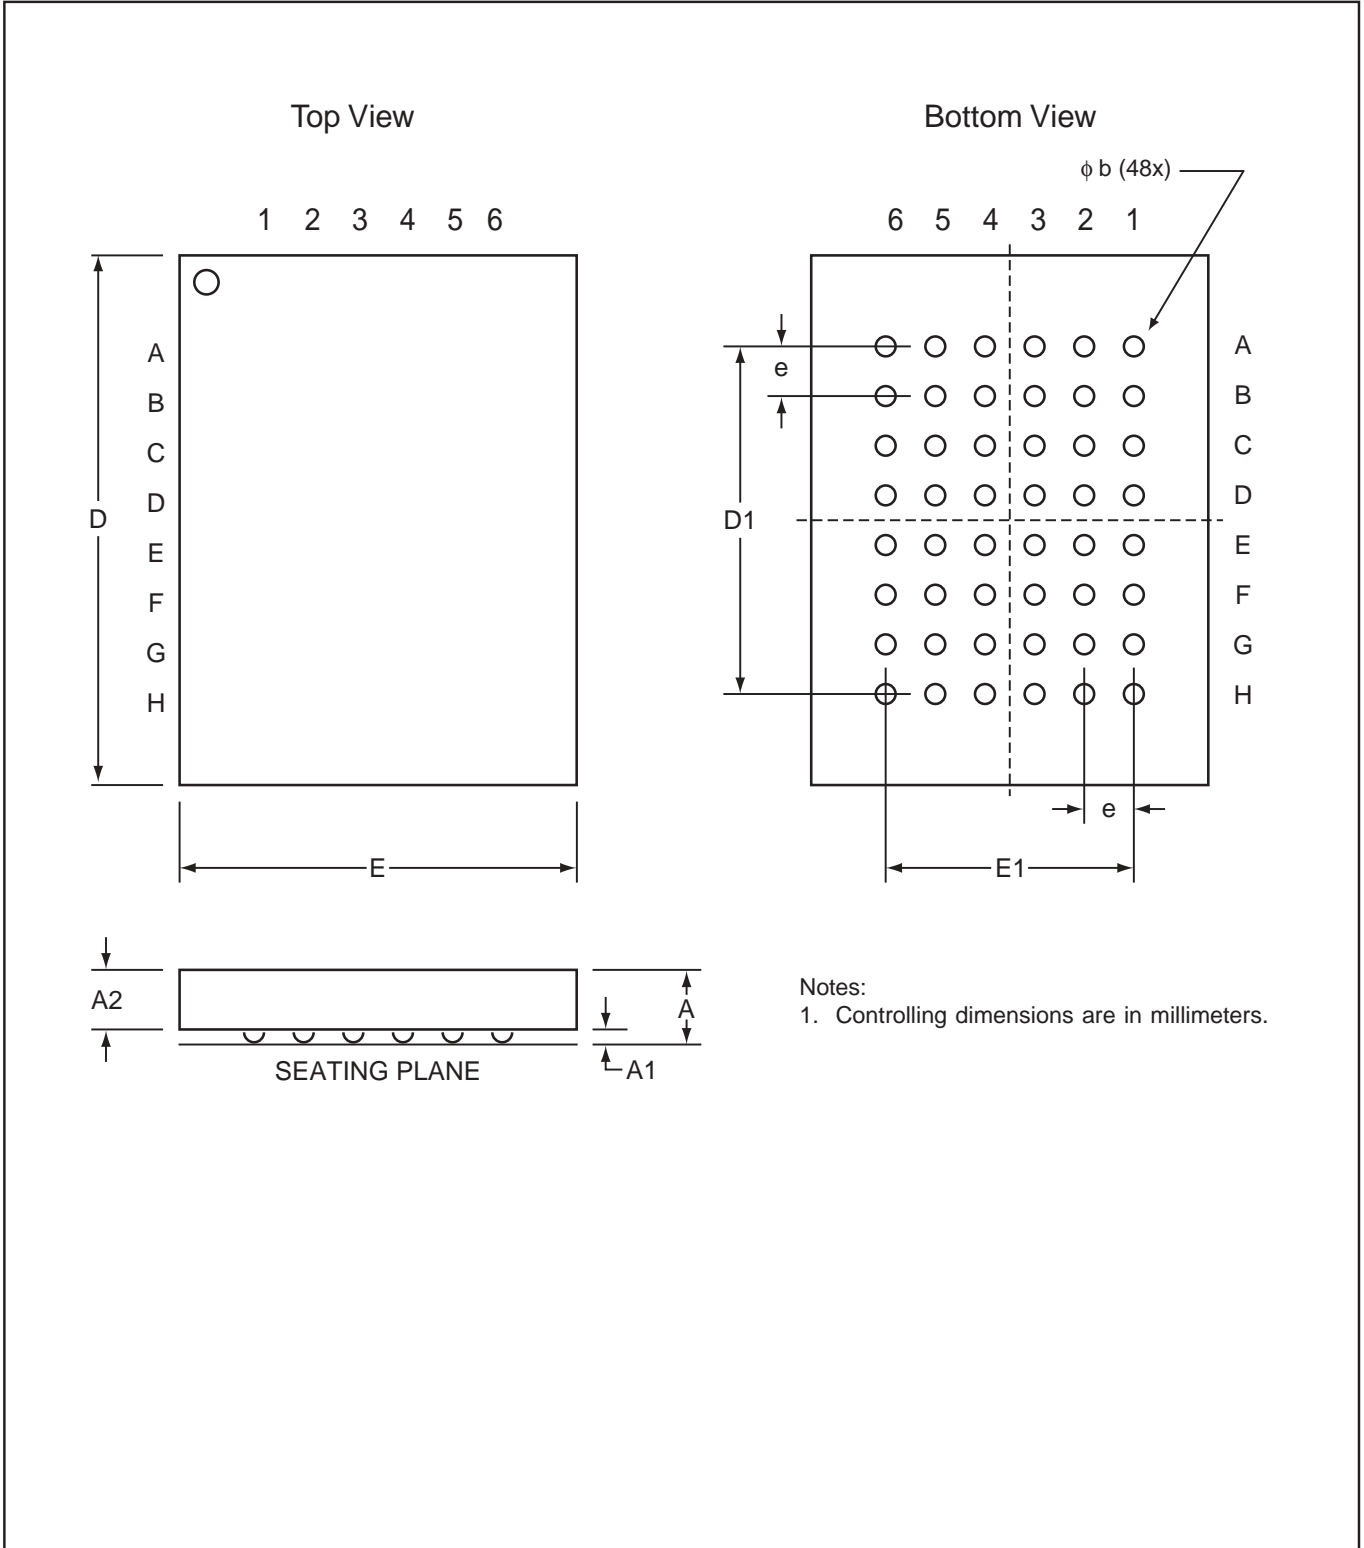 Top View
Bottom View
ϕ b (48x)
1 2 3 4 5 6
6 5 4 3 2 1
A
B
C
D
E
F
G
H
D
E
e
D1
A
B
C
D
E
F
G
H
e
E1
A2
A
A1
SEATING PLANE
Notes:
1. Controlling dimensions are in millimeters.